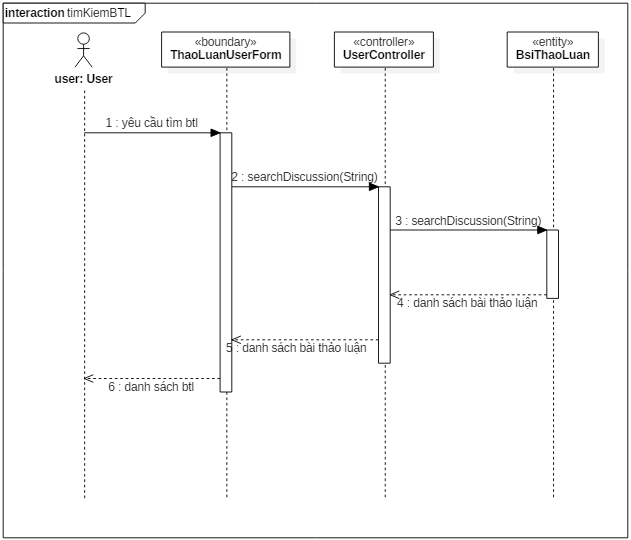 interaction timKiemBTL
«boundary»
ThaoLuanUserForm
«controller»
UserController
«entity»
BsiThaoLuan
user: User
1 : yêu cầu tìm btl
2 : searchDiscussion(String)
3 : searchDiscussion(String)
4 : danh sách bài thảo luận
5 : danh sách bài thảo luận
6 : danh sách btl